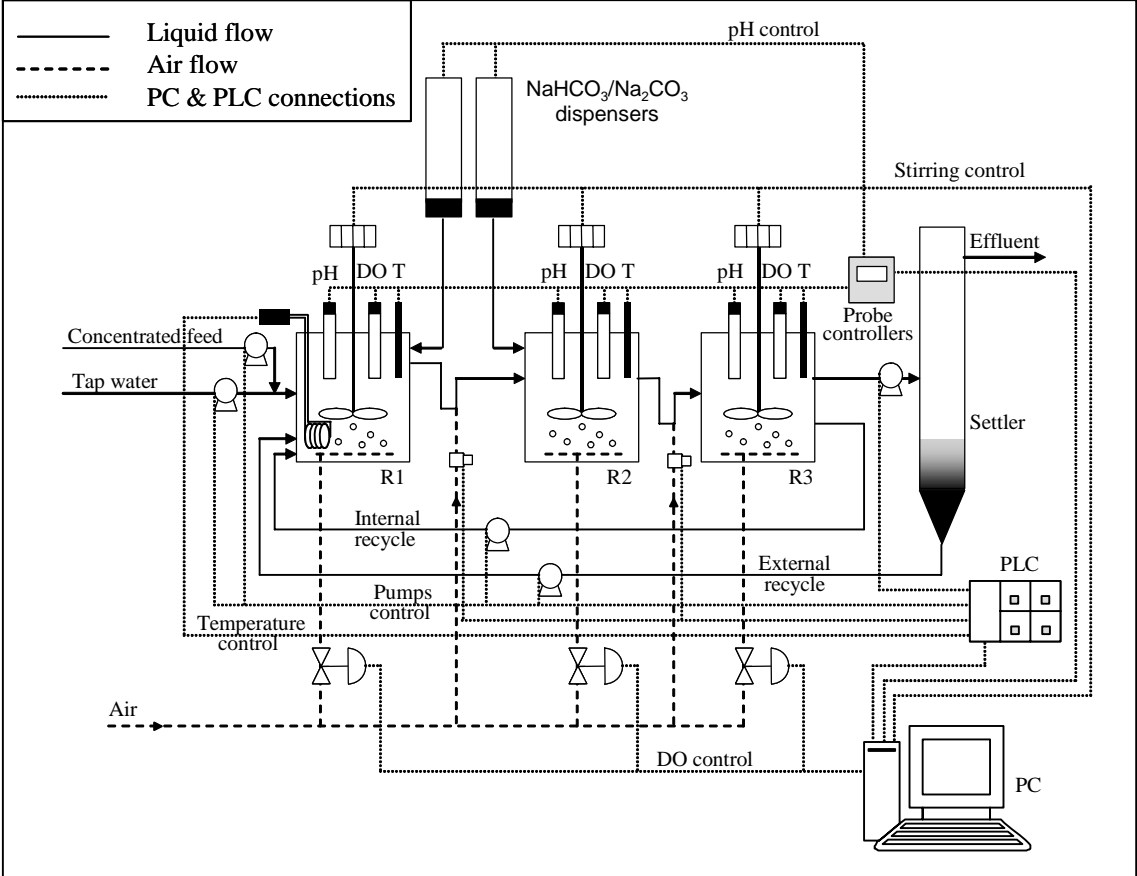 Liquid flow
Air flow
PC & PLC connections
pH control
NaHCO₃/Na₂CO₃
dispensers
Stirring control
Effluent
pH
DO T
pH
DO T
pH
DO T
Probe
controllers
Concentrated feed
Tap water
Settler
R1
R2
R3
Internal
recycle
External
recycle
PLC
Pumps
control
Temperature
control
Air
DO control
PC